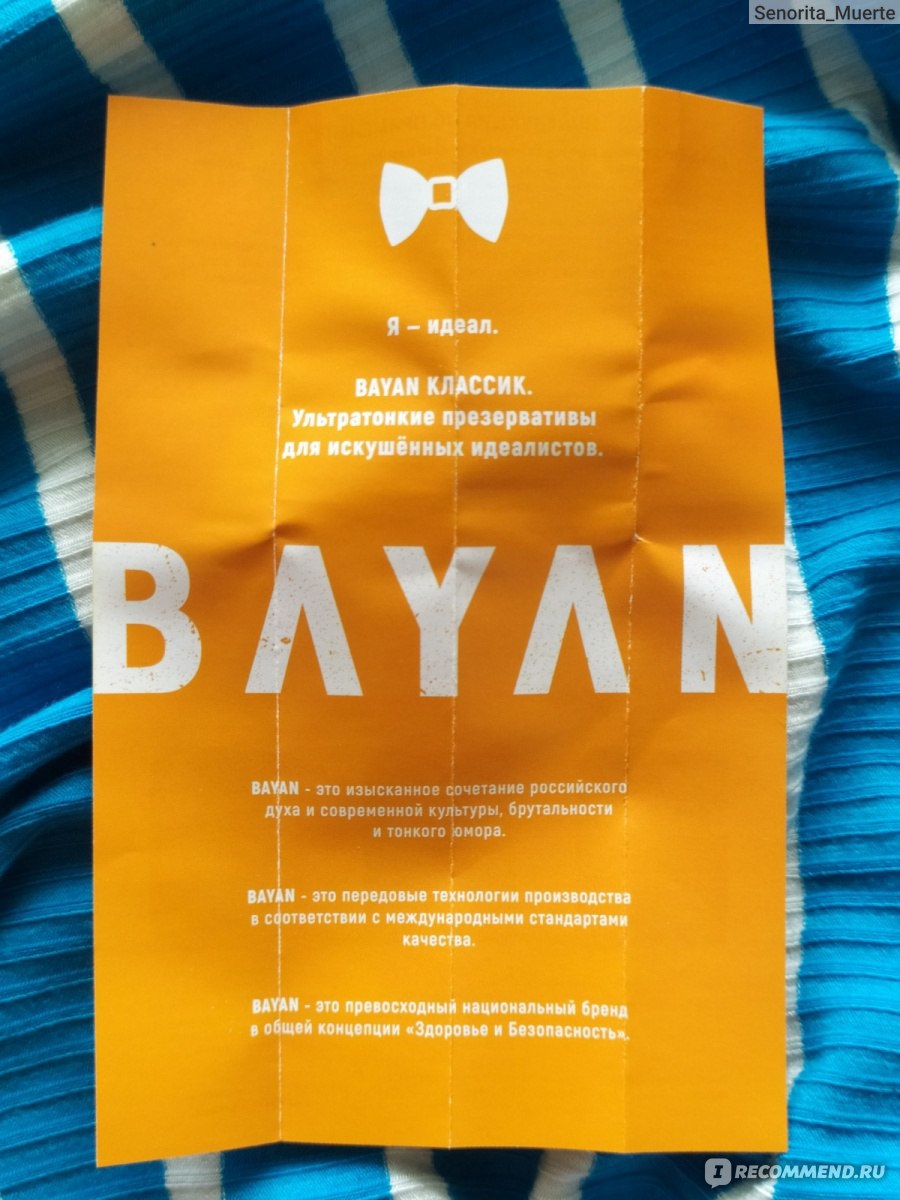 Senorita_Muerte
Я – идеал.
BAYAN КЛАССИК.
Ультратонкие презервативы
для искушённых идеалистов.
BAYAN
BAYAN - это изысканное сочетание российского
духа и современной культуры, брутальности
и тонкого юмора.
BAYAN - это передовые технологии производства
в соответствии с международными стандартами
качества.
BAYAN - это превосходный национальный бренд
в общей концепции «Здоровье и Безопасность».
I RECOMMEND.RU